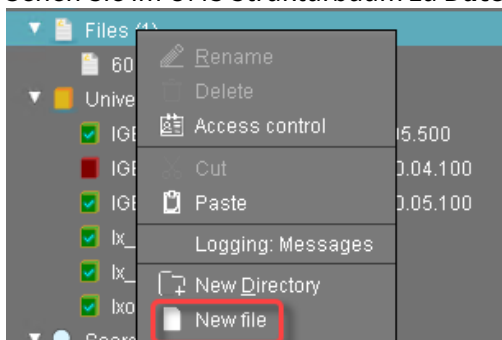 Files (1)
60
Rename
Delete
Unive
Access control
IGE
05.500
Cut
IGE
0.04.100
Paste
IGE
0.05.100
lx_
Logging: Messages
lx_
New Directory
lxo
New file